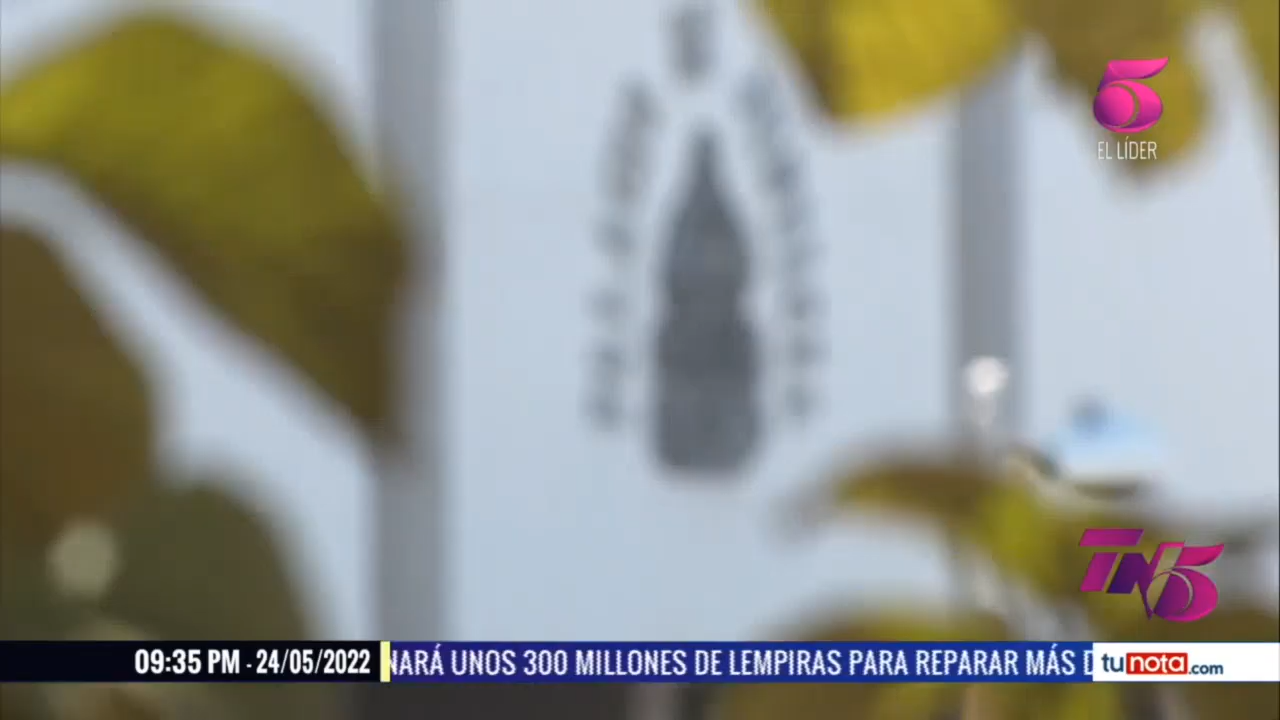 5
EL LÍDER
TN5
09:35 PM - 24/05/2022
NARÁ UNOS 300 MILLONES DE LEMPIRAS PARA REPARAR MÁS D
tunota.com